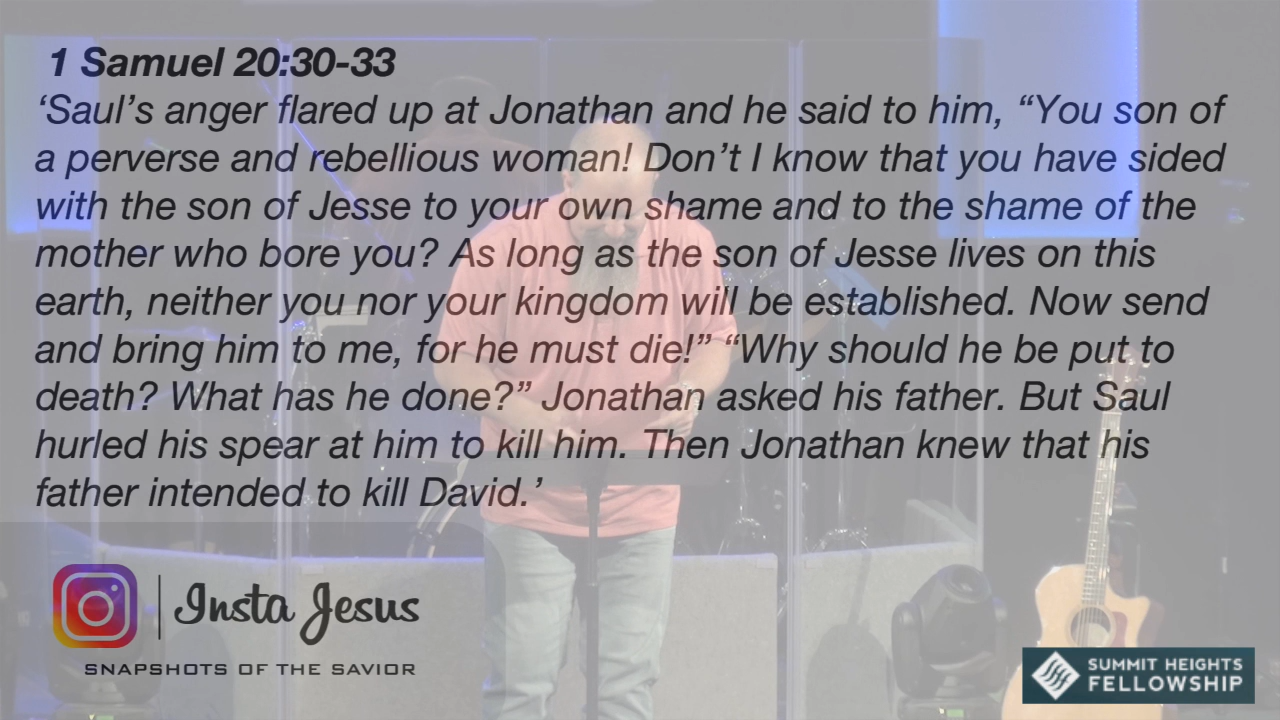 1 Samuel 20:30-33
‘Saul’s anger flared up at Jonathan and he said to him, “You son of
a perverse and rebellious woman! Don’t I know that you have sided
with the son of Jesse to your own shame and to the shame of the
mother who bore you? As long as the son of Jesse lives on this
earth, neither you nor your kingdom will be established. Now send
and bring him to me, for he must die!” “Why should he be put to
death? What has he done?” Jonathan asked his father. But Saul
hurled his spear at him to kill him. Then Jonathan knew that his
father intended to kill David.’
Insta Jesus
SNAPSHOTS OF THE SAVIOR
SUMMIT HEIGHTS
FELLOWSHIP